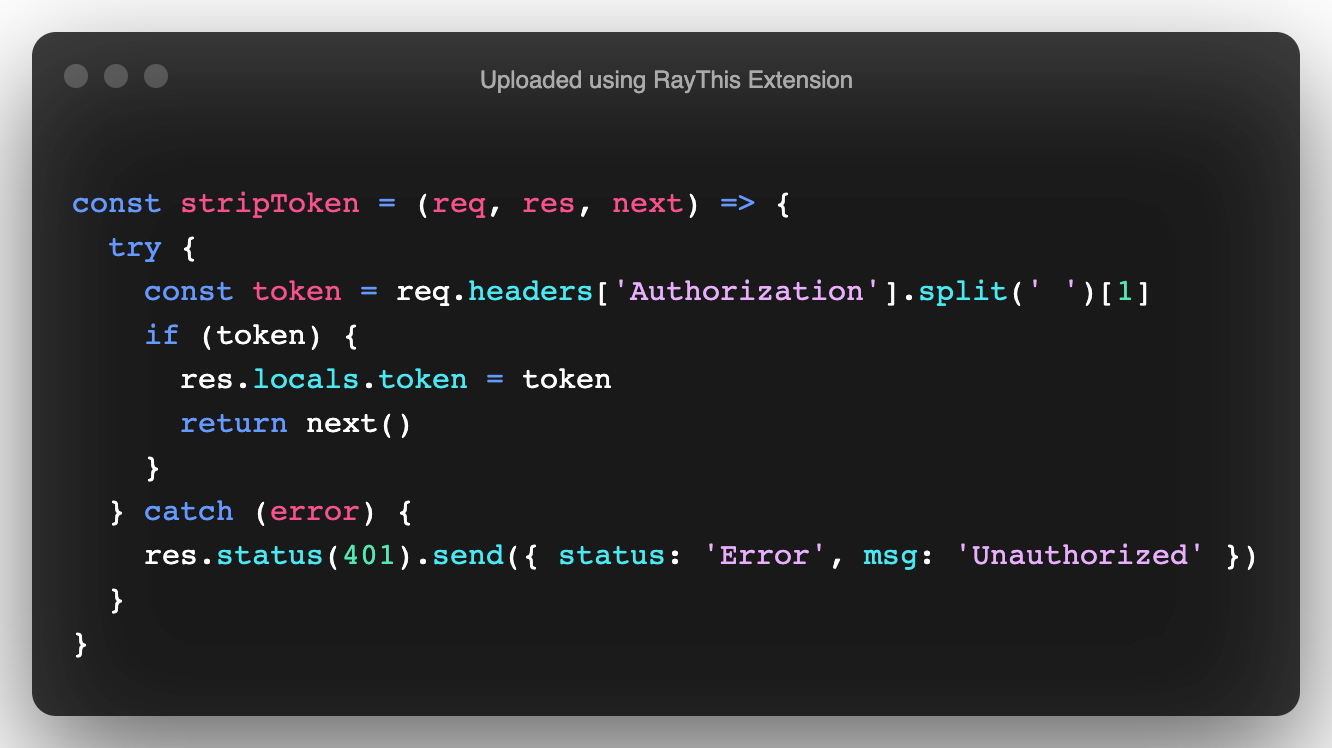 Uploaded using RayThis Extension
const stripToken = (req, res, next) => {
  try {
    const token = req.headers['Authorization'].split(' ')[1]
    if (token) {
      res.locals.token = token
      return next()
    }
  } catch (error) {
    res.status(401).send({ status: 'Error', msg: 'Unauthorized' })
  }
}